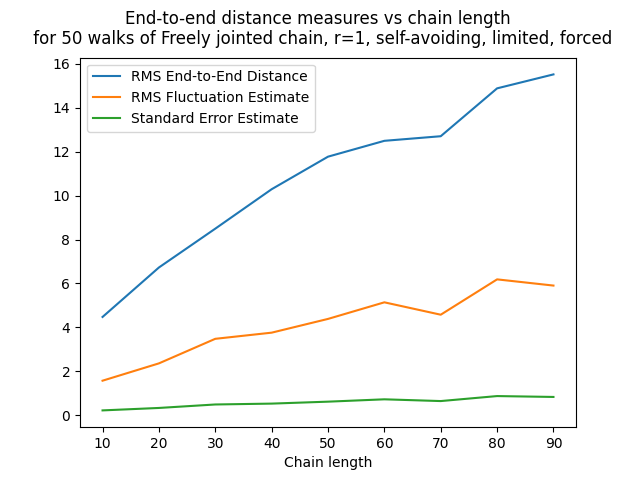 End-to-end distance measures vs chain length
for 50 walks of Freely jointed chain, r=1, self-avoiding, limited, forced
16
14
12
10
8
6
4
2
0
RMS End-to-End Distance
RMS Fluctuation Estimate
Standard Error Estimate
10 20 30 40 50 60 70 80 90
Chain length